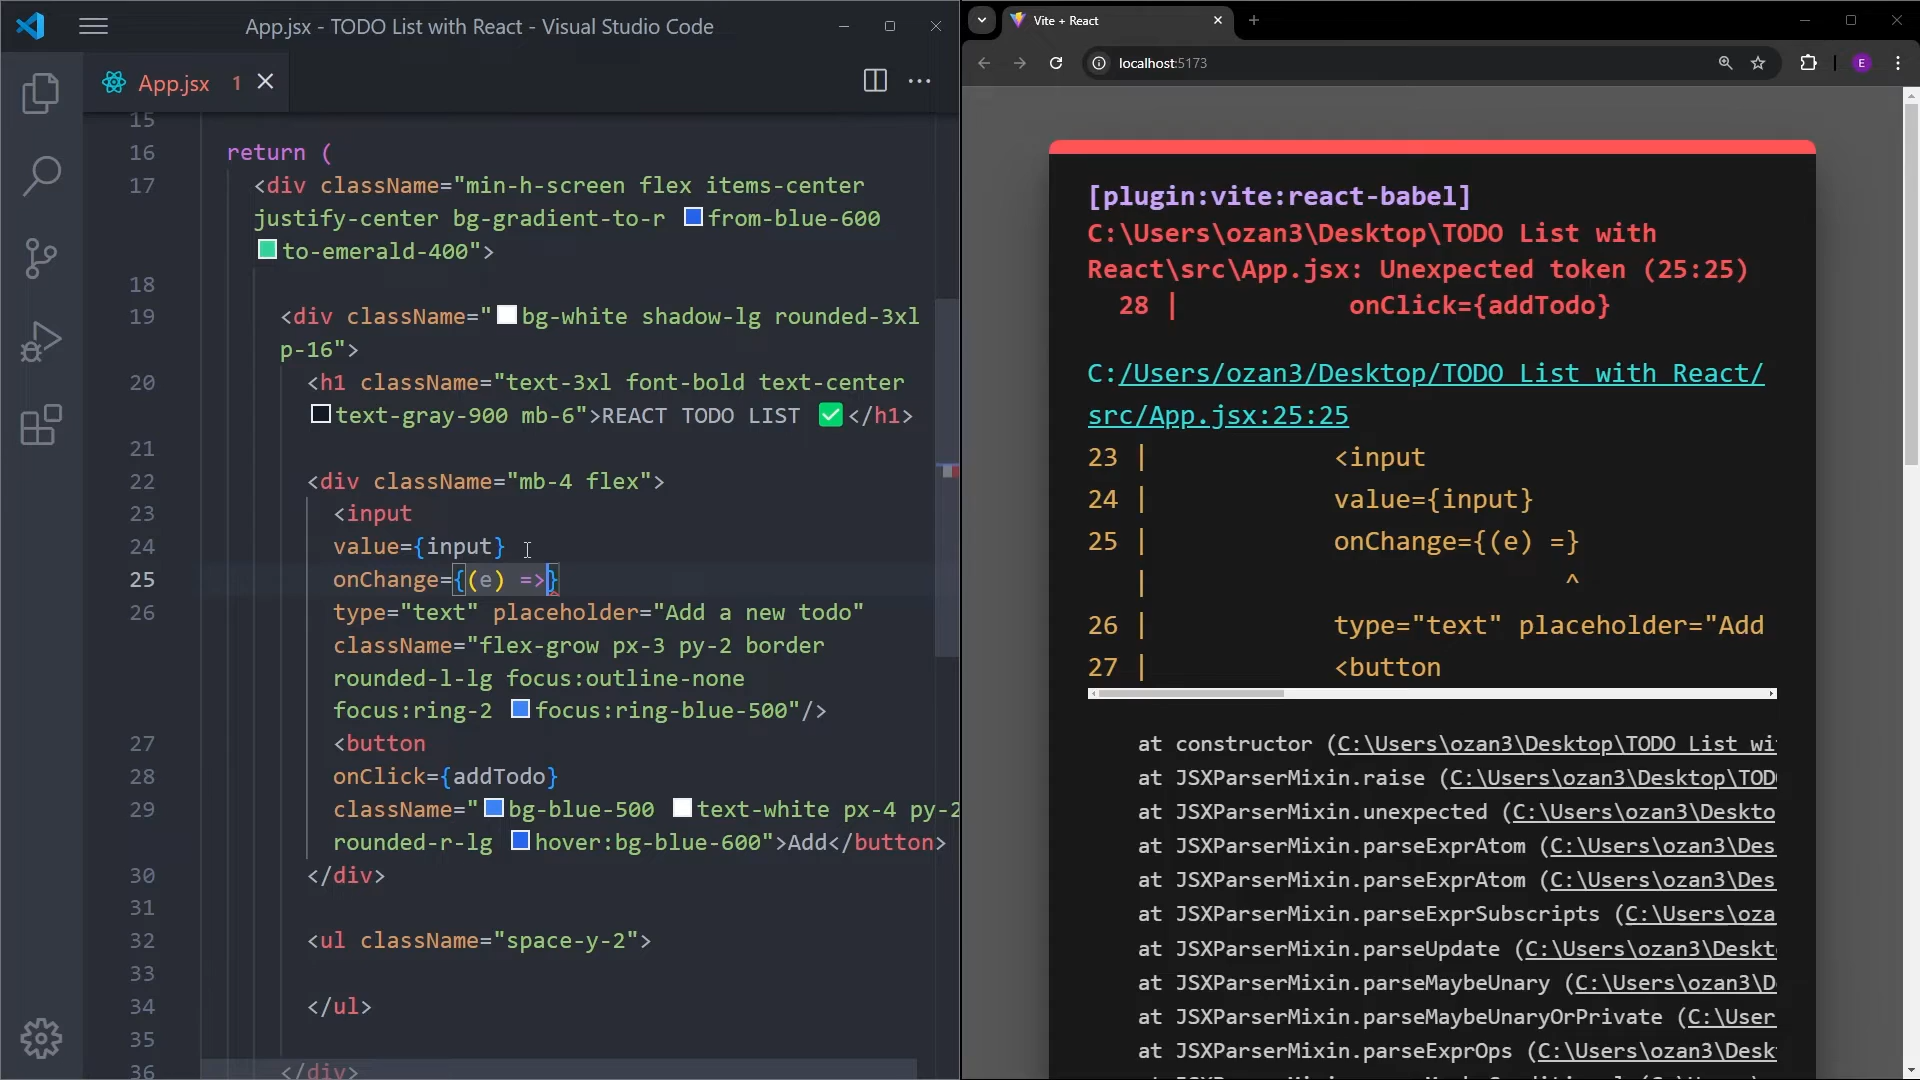 App.jsx - TODO List with React - Visual Studio Code
App.jsx 1
15
16 return (
17 <div className="min-h-screen flex items-center
justify-center bg-gradient-to-r from-blue-600
to-emerald-400">
18
19 <div className="bg-white shadow-lg rounded-3xl
p-16">
20 <h1 className="text-3xl font-bold text-center
text-gray-900 mb-6">REACT TODO LIST ✅</h1>
21
22 <div className="mb-4 flex">
23 <input
24 value={input}
25 onChange={(e) =>}
26 type="text" placeholder="Add a new todo"
className="flex-grow px-3 py-2 border
rounded-l-lg focus:outline-none
focus:ring-2 focus:ring-blue-500"/>
27 <button
28 onClick={addTodo}
29 className="bg-blue-500 text-white px-4 py-2
rounded-r-lg hover:bg-blue-600">Add</button>
30 </div>
31
32 <ul className="space-y-2">
33
34 </ul>
35
36 </div>
Vite + React
localhost:5173
E
[plugin:vite:react-babel]
C:\Users\ozan3\Desktop\TODO List with
React\src\App.jsx: Unexpected token (25:25)
28 | onClick={addTodo}
C:/Users/ozan3/Desktop/TODO List with React/
src/App.jsx:25:25
23 | <input
24 | value={input}
25 | onChange={(e) =}
| ^
26 | type="text" placeholder="Add
27 | <button
at constructor (C:\Users\ozan3\Desktop\TODO List wi
at JSXParserMixin.raise (C:\Users\ozan3\Desktop\TOD
at JSXParserMixin.unexpected (C:\Users\ozan3\Deskto
at JSXParserMixin.parseExprAtom (C:\Users\ozan3\Des
at JSXParserMixin.parseExprAtom (C:\Users\ozan3\Des
at JSXParserMixin.parseExprSubscripts (C:\Users\oza
at JSXParserMixin.parseUpdate (C:\Users\ozan3\Deskt
at JSXParserMixin.parseMaybeUnary (C:\Users\ozan3\D
at JSXParserMixin.parseMaybeUnaryOrPrivate (C:\User
at JSXParserMixin.parseExprOps (C:\Users\ozan3\Desk